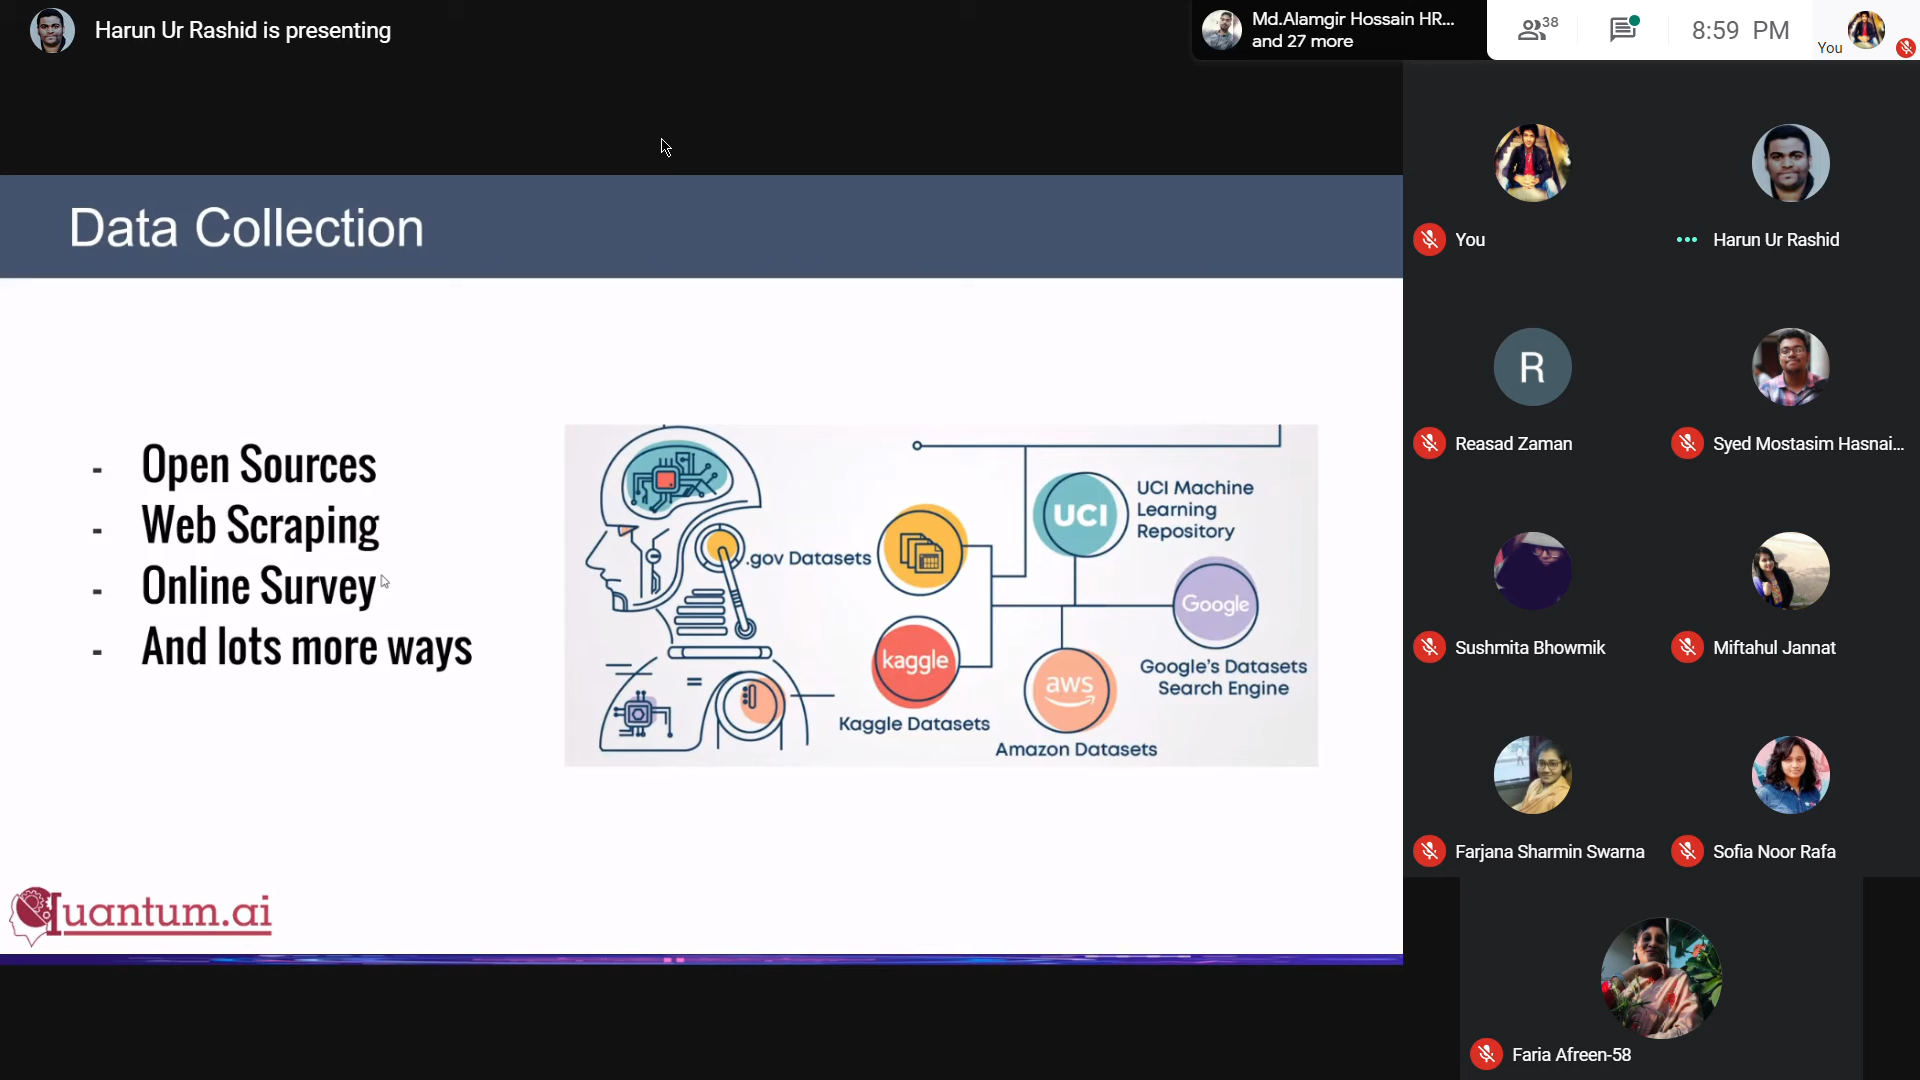 Harun Ur Rashid is presenting
Md.Alamgir Hossain HR...
and 27 more
38
8:59 PM
You
Data Collection
- Open Sources
- Web Scraping
- Online Survey
- And lots more ways
.gov Datasets
UCI
UCI Machine
Learning
Repository
Google
Google's Datasets
Search Engine
kaggle
Kaggle Datasets
aws
Amazon Datasets
Quantum.ai
You
Harun Ur Rashid
R
Reasad Zaman
Syed Mostasim Hasnai...
Sushmita Bhowmik
Miftahul Jannat
Farjana Sharmin Swarna
Sofia Noor Rafa
Faria Afreen-58